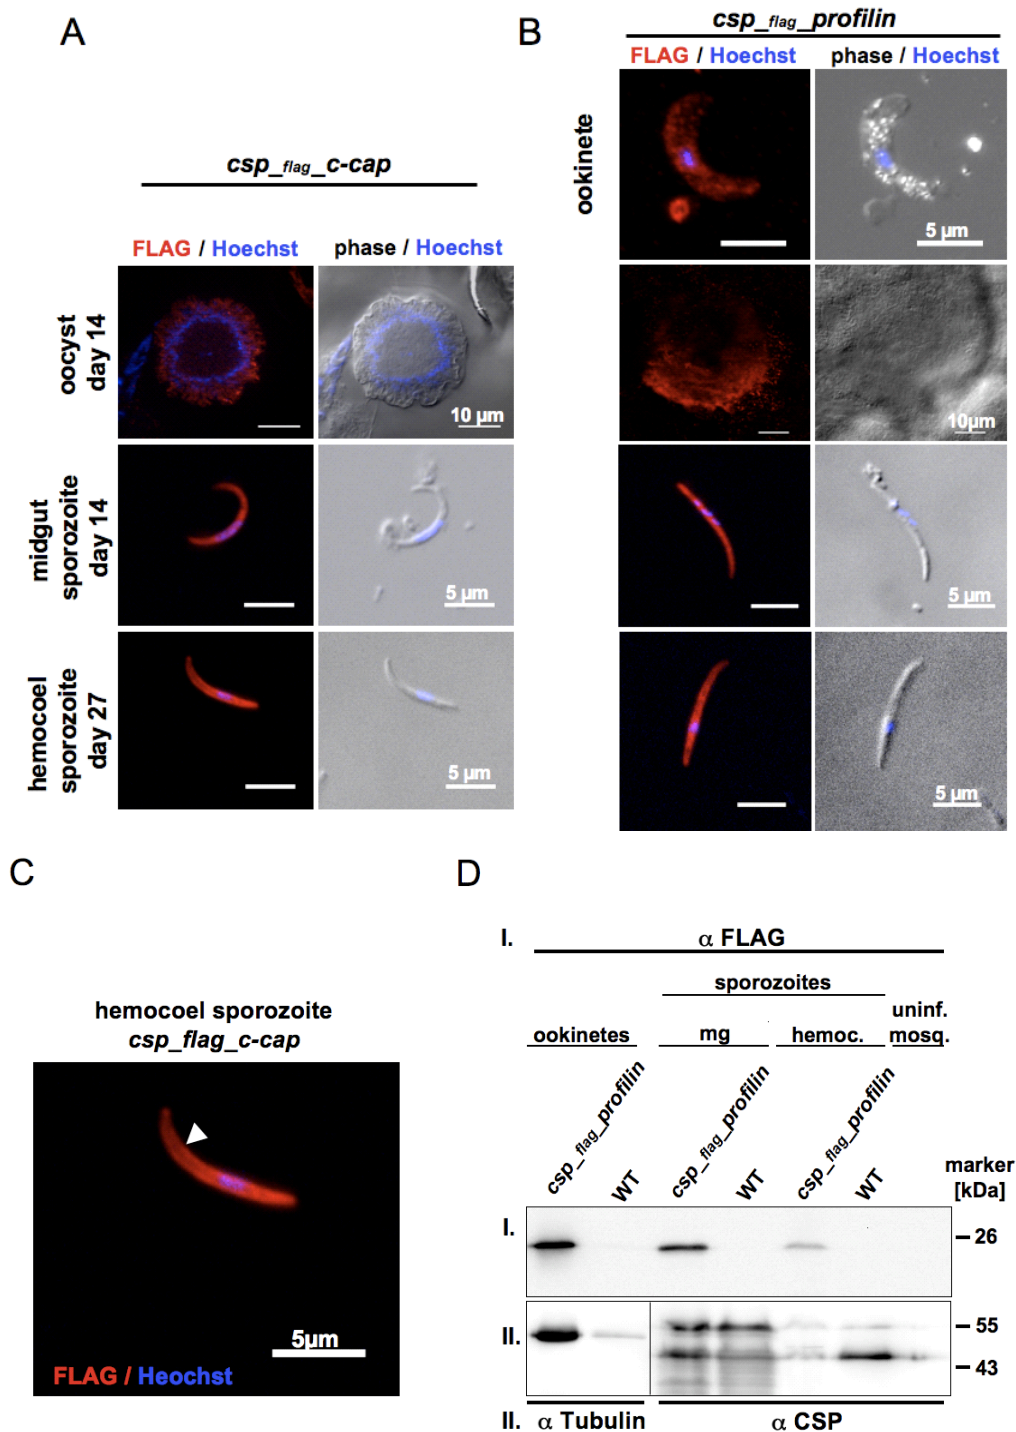 A
csp_flag_c-cap
FLAG / Hoechst
phase / Hoechst
oocyst
day 14
10 µm
midgut
sporozoite
day 14
5 µm
hemocoel
sporozoite
day 27
5 µm
B
csp_flag_profilin
FLAG / Hoechst
phase / Hoechst
ookinete
5 µm
10µm
5 µm
5 µm
C
hemocoel sporozoite
csp_flag_c-cap
5µm
FLAG / Heochst
D
I. α FLAG
sporozoites
ookinetes mg hemoc. uninf. mosq.
csp_flag_profilin WT csp_flag_profilin WT csp_flag_profilin WT
marker
[kDa]
I. 26
II. 55
43
II. α Tubulin α CSP